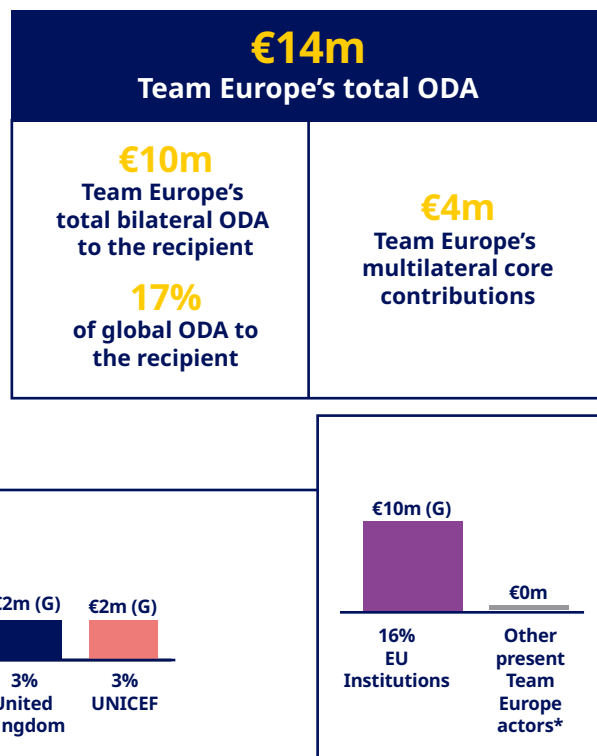 €14m
Team Europe's total ODA
€10m
Team Europe's
total bilateral ODA
to the recipient
17%
of global ODA to
the recipient
€4m
Team Europe's
multilateral core
contributions
€10m (G)
€0m
16%
EU
Institutions
Other
present
Team
Europe
actors*
2m (G)
€2m (G)
3%
3%
UNICEF